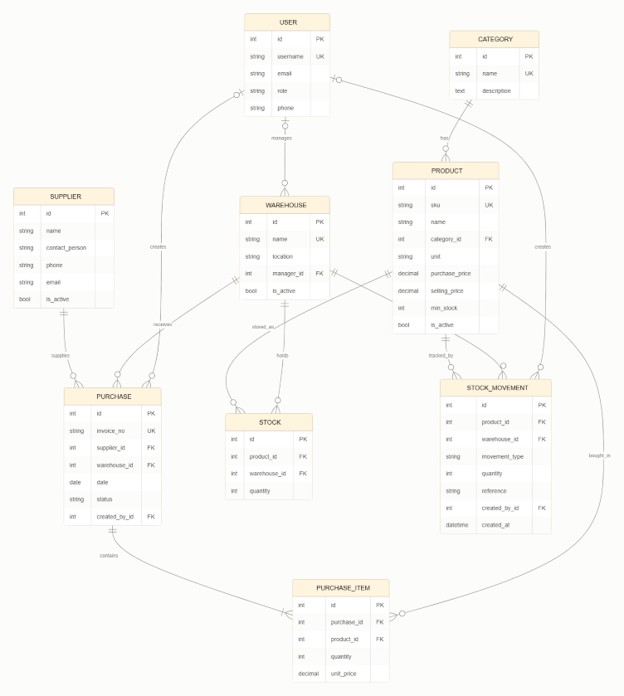 USER
int id PK
string username UK
string email
string role
string phone
CATEGORY
int id PK
string name UK
text description
manages
has
PRODUCT
int id PK
string sku UK
string name
int category_id FK
string unit
decimal purchase_price
decimal selling_price
int min_stock
bool is_active
SUPPLIER
int id PK
string name
string contact_person
string phone
string email
bool is_active
WAREHOUSE
int id PK
string name UK
string location
int manager_id FK
bool is_active
creates
creates
receives
stored_as
supplies
holds
tracked_by
PURCHASE
int id PK
string invoice_no UK
int supplier_id FK
int warehouse_id FK
date date
string status
int created_by_id FK
STOCK
int id PK
int product_id FK
int warehouse_id FK
int quantity
STOCK_MOVEMENT
int id PK
int product_id FK
int warehouse_id FK
string movement_type
int quantity
string reference
int created_by_id FK
datetime created_at
bought_in
contains
PURCHASE_ITEM
int id PK
int purchase_id FK
int product_id FK
int quantity
decimal unit_price